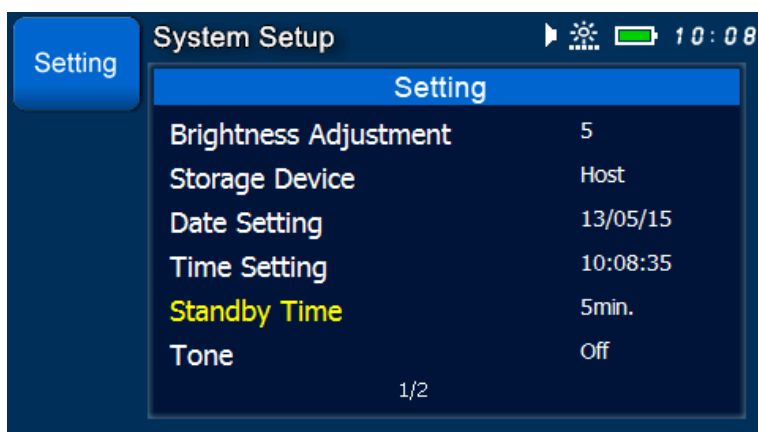 System Setup 10:08
Setting
Setting
Brightness Adjustment 5
Storage Device Host
Date Setting 13/05/15
Time Setting 10:08:35
Standby Time 5min.
Tone Off
1/2